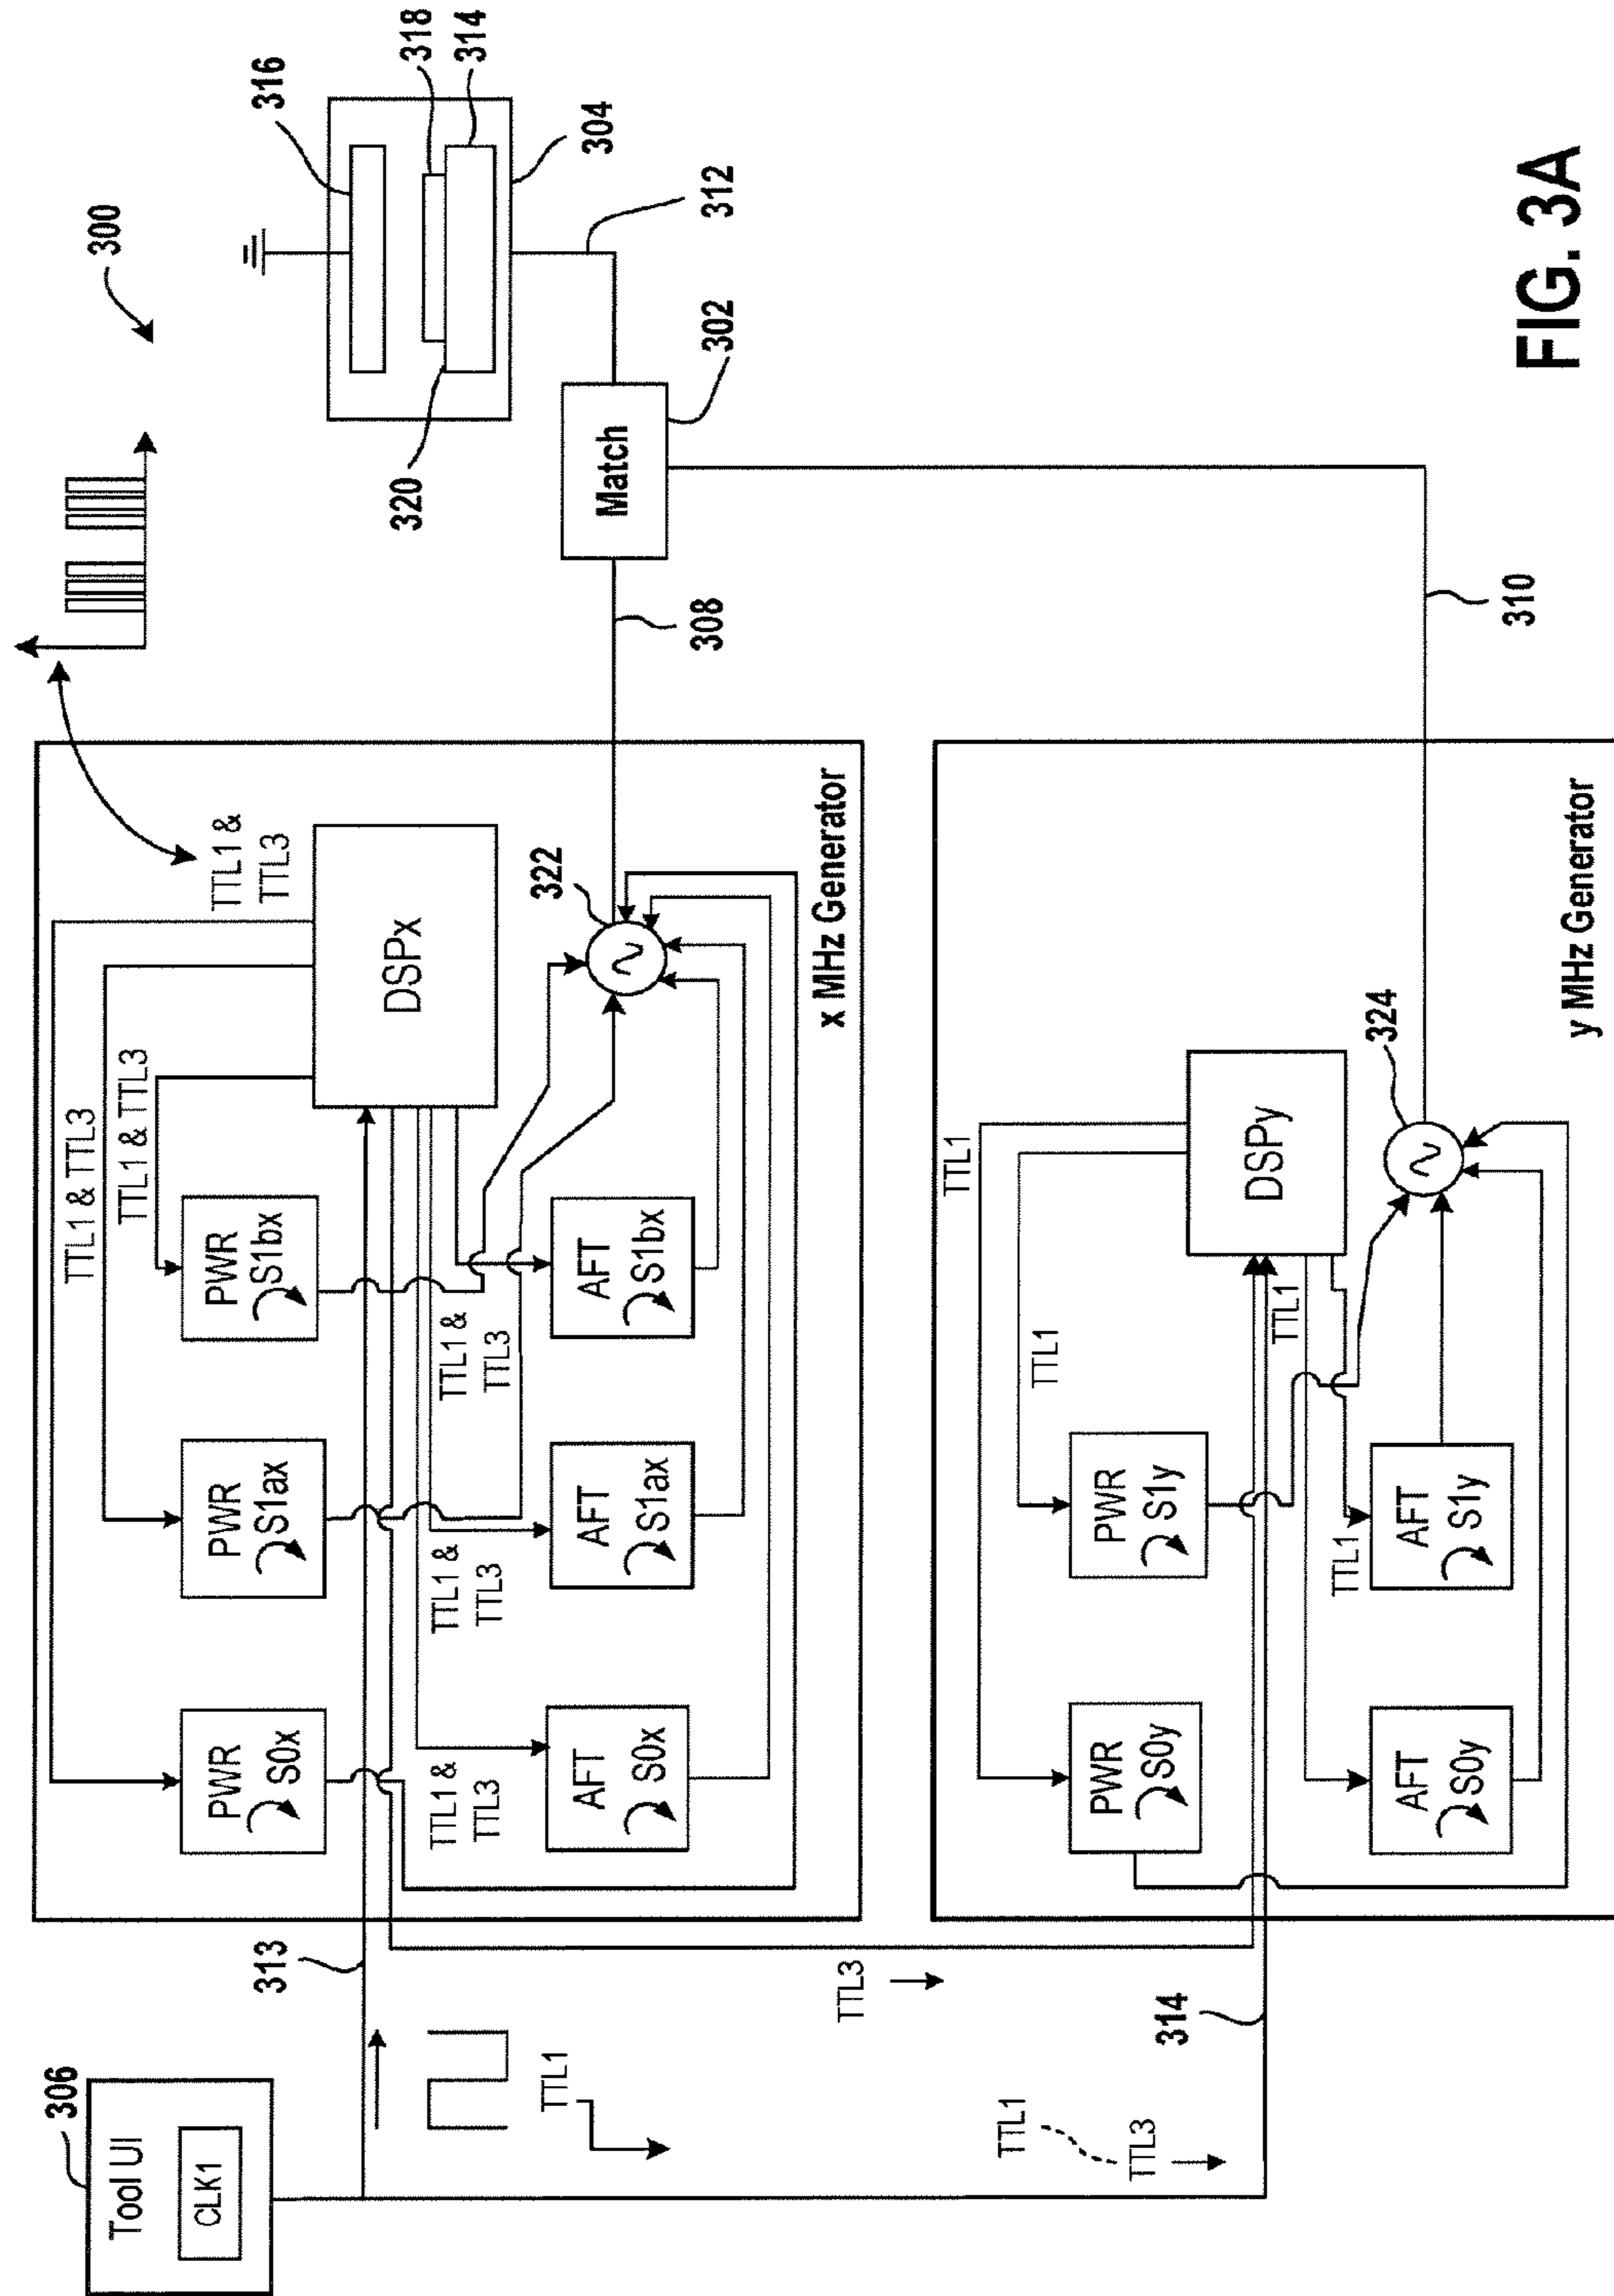 306
Tool UI
CLK1
313
TTL1
TTL1
TTL3
TTL3
314
TTL1 & TTL3
TTL1 & TTL3
TTL1 &
TTL3
PWR
S0x
PWR
S1ax
PWR
S1bx
DSPx
TTL1 &
TTL3
TTL1 &
TTL3
TTL1 &
TTL3
AFT
S0x
AFT
S1ax
AFT
S1bx
322
x MHz Generator
TTL1
TTL1
PWR
S0y
PWR
S1y
DSPy
TTL1
TTL1
AFT
S0y
AFT
S1y
324
y MHz Generator
300
316
318
314
320
304
312
Match
302
308
310
FIG. 3A